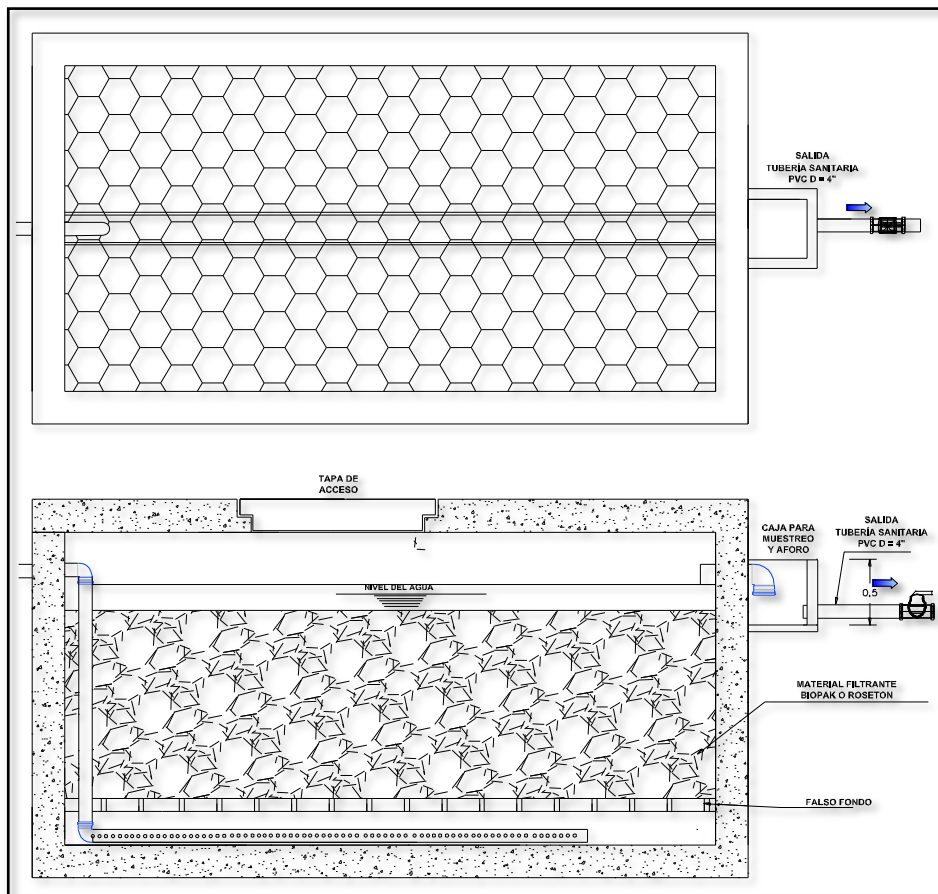 SALIDA
TUBERÍA SANITARIA
PVC D = 4"
TAPA DE
ACCESO
CAJA PARA
MUESTREO
Y AFORO
SALIDA
TUBERÍA SANITARIA
PVC D = 4"
NIVEL DEL AGUA
0,5
MATERIAL FILTRANTE
BIOPAK O ROSETON
FALSO FONDO